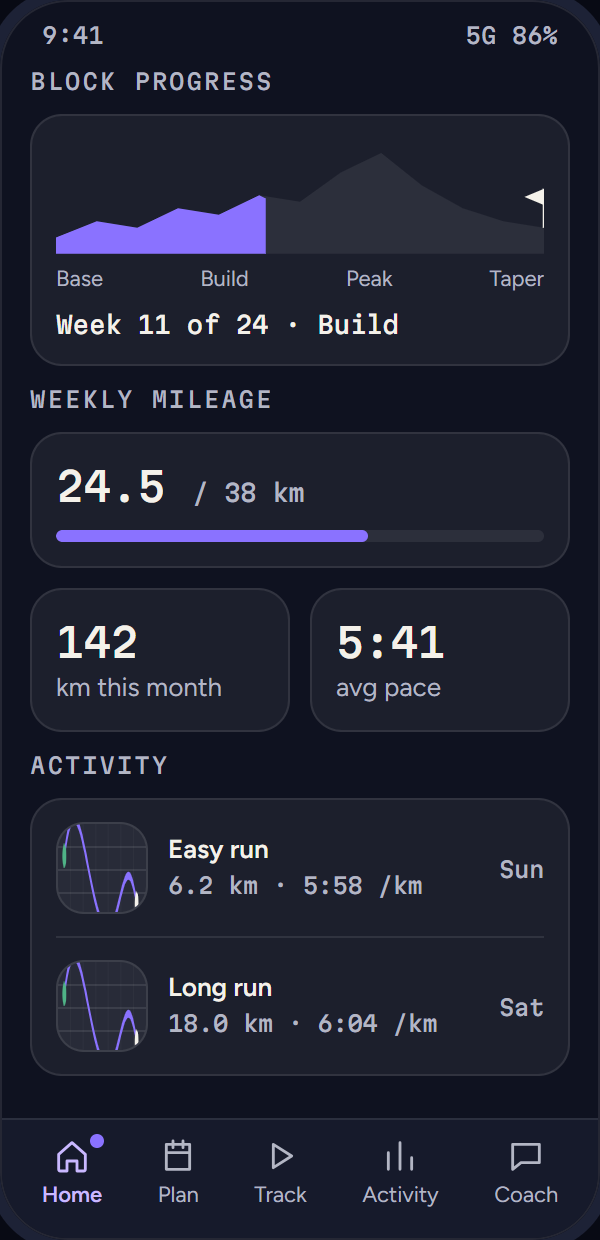 9:41 5G 86%
BLOCK PROGRESS
Base Build Peak Taper
Week 11 of 24 · Build
WEEKLY MILEAGE
24.5 / 38 km
142
km this month
5:41
avg pace
ACTIVITY
Easy run
6.2 km · 5:58 /km
Sun
Long run
18.0 km · 6:04 /km
Sat
Home Plan Track Activity Coach